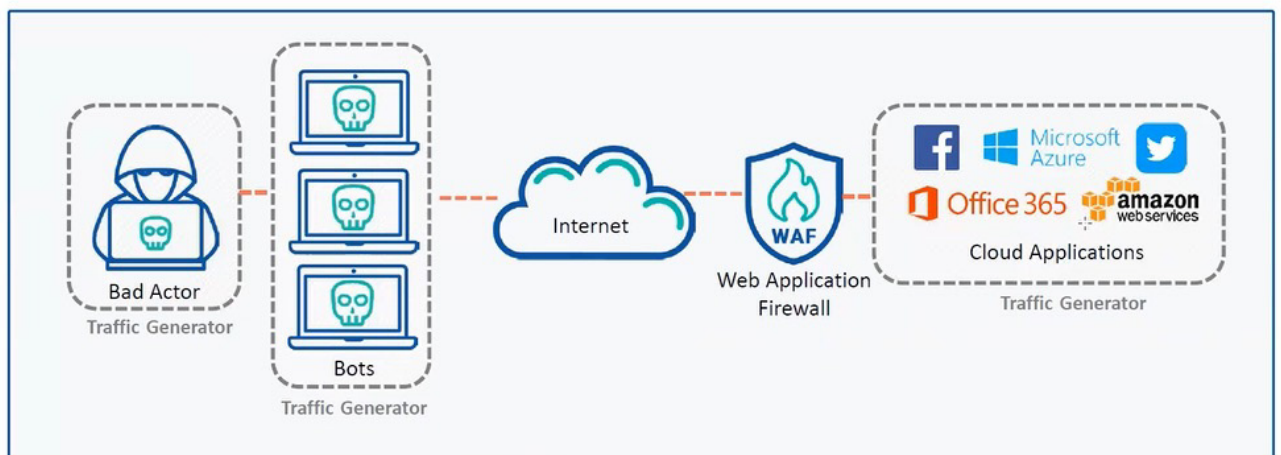 Bad Actor
Traffic Generator
Bots
Traffic Generator
Internet
WAF
Web Application
Firewall
Microsoft
Azure
Office 365
amazon
web services
Cloud Applications
Traffic Generator